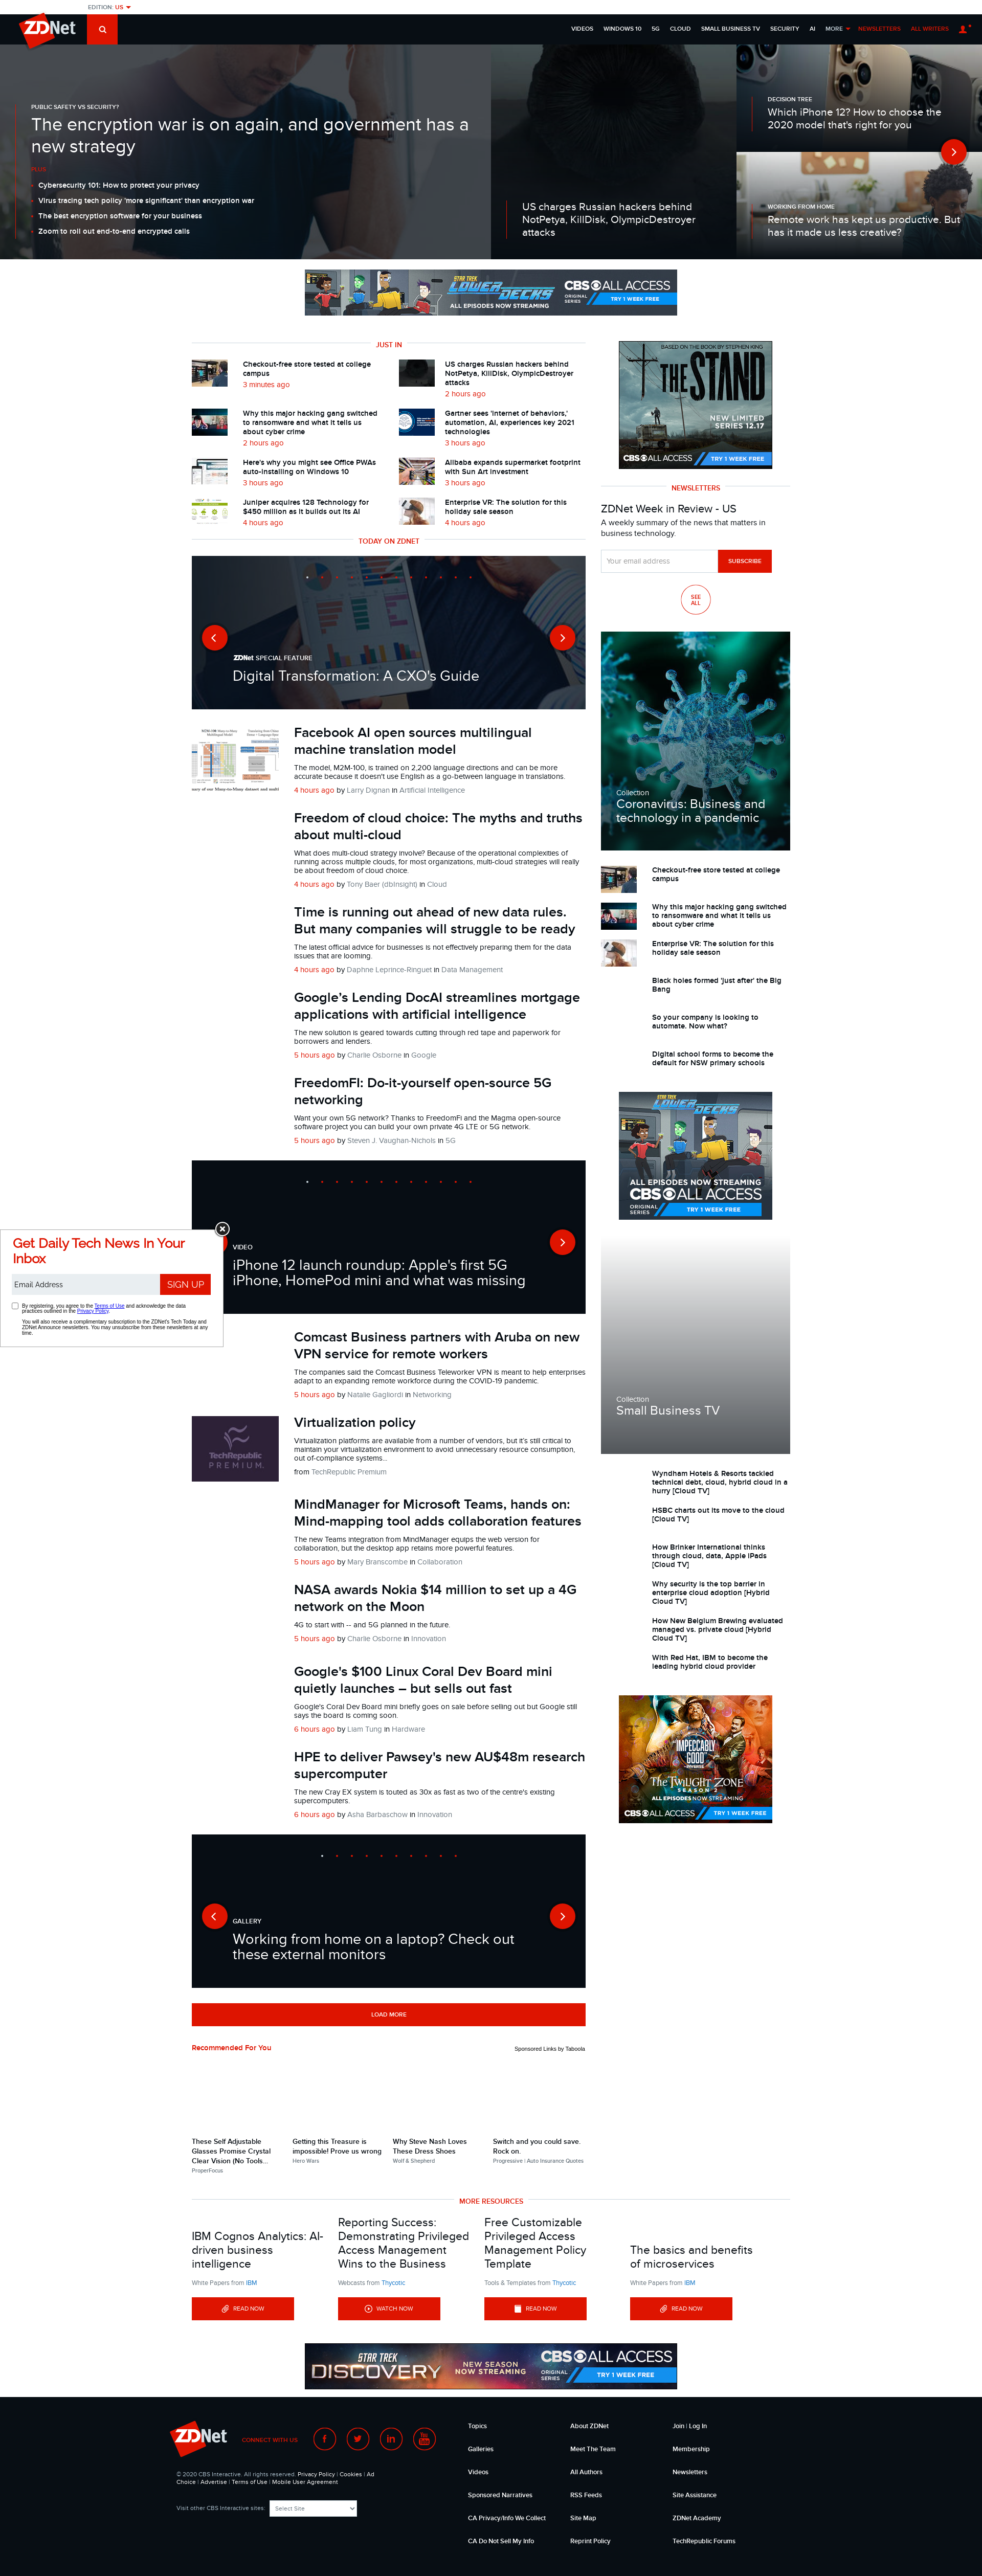 EDITION: US
ZDNet
VIDEOS
WINDOWS 10
5G
CLOUD
SMALL BUSINESS TV
SECURITY
AI
MORE
NEWSLETTERS
ALL WRITERS
PUBLIC SAFETY VS SECURITY?
The encryption war is on again, and government has a
new strategy
PLUS
Cybersecurity 101: How to protect your privacy
Virus tracing tech policy 'more significant' than encryption war
The best encryption software for your business
Zoom to roll out end-to-end encrypted calls
US charges Russian hackers behind
NotPetya, KillDisk, OlympicDestroyer
attacks
DECISION TREE
Which iPhone 12? How to choose the
2020 model that's right for you
WORKING FROM HOME
Remote work has kept us productive. But
has it made us less creative?
STAR TREK
LOWER DECKS
ALL EPISODES NOW STREAMING
CBS ALL ACCESS
ORIGINAL
SERIES
TRY 1 WEEK FREE
JUST IN
Checkout-free store tested at college
campus
3 minutes ago
US charges Russian hackers behind
NotPetya, KillDisk, OlympicDestroyer
attacks
2 hours ago
Why this major hacking gang switched
to ransomware and what it tells us
about cyber crime
2 hours ago
Gartner sees 'Internet of behaviors,'
automation, AI, experiences key 2021
technologies
3 hours ago
Here's why you might see Office PWAs
auto-installing on Windows 10
3 hours ago
Alibaba expands supermarket footprint
with Sun Art investment
3 hours ago
Juniper acquires 128 Technology for
$450 million as it builds out its AI
4 hours ago
Enterprise VR: The solution for this
holiday sale season
4 hours ago
TODAY ON ZDNET
ZDNet SPECIAL FEATURE
Digital Transformation: A CXO's Guide
Facebook AI open sources multilingual
machine translation model
The model, M2M-100, is trained on 2,200 language directions and can be more
accurate because it doesn't use English as a go-between language in translations.
4 hours ago by Larry Dignan in Artificial Intelligence
Freedom of cloud choice: The myths and truths
about multi-cloud
What does multi-cloud strategy involve? Because of the operational complexities of
running across multiple clouds, for most organizations, multi-cloud strategies will really
be about freedom of cloud choice.
4 hours ago by Tony Baer (dbInsight) in Cloud
Time is running out ahead of new data rules.
But many companies will struggle to be ready
The latest official advice for businesses is not effectively preparing them for the data
issues that are looming.
4 hours ago by Daphne Leprince-Ringuet in Data Management
Google's Lending DocAI streamlines mortgage
applications with artificial intelligence
The new solution is geared towards cutting through red tape and paperwork for
borrowers and lenders.
5 hours ago by Charlie Osborne in Google
FreedomFI: Do-it-yourself open-source 5G
networking
Want your own 5G network? Thanks to FreedomFi and the Magma open-source
software project you can build your own private 4G LTE or 5G network.
5 hours ago by Steven J. Vaughan-Nichols in 5G
VIDEO
iPhone 12 launch roundup: Apple's first 5G
iPhone, HomePod mini and what was missing
Get Daily Tech News In Your
Inbox
Email Address
SIGN UP
By registering, you agree to the Terms of Use and acknowledge the data
practices outlined in the Privacy Policy.
You will also receive a complimentary subscription to the ZDNet's Tech Today and
ZDNet Announce newsletters. You may unsubscribe from these newsletters at any
time.
Comcast Business partners with Aruba on new
VPN service for remote workers
The companies said the Comcast Business Teleworker VPN is meant to help enterprises
adapt to an expanding remote workforce during the COVID-19 pandemic.
5 hours ago by Natalie Gagliordi in Networking
TechRepublic
PREMIUM
Virtualization policy
Virtualization platforms are available from a number of vendors, but it's still critical to
maintain your virtualization environment to avoid unnecessary resource consumption,
out of-compliance systems...
from TechRepublic Premium
MindManager for Microsoft Teams, hands on:
Mind-mapping tool adds collaboration features
The new Teams integration from MindManager equips the web version for
collaboration, but the desktop app retains more powerful features.
5 hours ago by Mary Branscombe in Collaboration
NASA awards Nokia $14 million to set up a 4G
network on the Moon
4G to start with -- and 5G planned in the future.
5 hours ago by Charlie Osborne in Innovation
Google's $100 Linux Coral Dev Board mini
quietly launches – but sells out fast
Google's Coral Dev Board mini briefly goes on sale before selling out but Google still
says the board is coming soon.
6 hours ago by Liam Tung in Hardware
HPE to deliver Pawsey's new AU$48m research
supercomputer
The new Cray EX system is touted as 30x as fast as two of the centre's existing
supercomputers.
6 hours ago by Asha Barbaschow in Innovation
GALLERY
Working from home on a laptop? Check out
these external monitors
LOAD MORE
BASED ON THE BOOK BY STEPHEN KING
THE STAND
NEW LIMITED
SERIES 12.17
CBS ALL ACCESS
TRY 1 WEEK FREE
NEWSLETTERS
ZDNet Week in Review - US
A weekly summary of the news that matters in
business technology.
Your email address
SUBSCRIBE
SEE
ALL
Collection
Coronavirus: Business and
technology in a pandemic
Checkout-free store tested at college
campus
Why this major hacking gang switched
to ransomware and what it tells us
about cyber crime
Enterprise VR: The solution for this
holiday sale season
Black holes formed 'just after' the Big
Bang
So your company is looking to
automate. Now what?
Digital school forms to become the
default for NSW primary schools
STAR TREK
LOWER DECKS
ALL EPISODES NOW STREAMING
CBS ALL ACCESS
ORIGINAL
SERIES
TRY 1 WEEK FREE
Collection
Small Business TV
Wyndham Hotels & Resorts tackled
technical debt, cloud, hybrid cloud in a
hurry [Cloud TV]
HSBC charts out its move to the cloud
[Cloud TV]
How Brinker International thinks
through cloud, data, Apple iPads
[Cloud TV]
Why security is the top barrier in
enterprise cloud adoption [Hybrid
Cloud TV]
How New Belgium Brewing evaluated
managed vs. private cloud [Hybrid
Cloud TV]
With Red Hat, IBM to become the
leading hybrid cloud provider
IMPECCABLY
GOOD
THE TWILIGHT ZONE
SEASON 2
ALL EPISODES NOW STREAMING
CBS ALL ACCESS
TRY 1 WEEK FREE
Recommended For You
Sponsored Links by Taboola
These Self Adjustable
Glasses Promise Crystal
Clear Vision (No Tools...
ProperFocus
Getting this Treasure is
impossible! Prove us wrong
Hero Wars
Why Steve Nash Loves
These Dress Shoes
Wolf & Shepherd
Switch and you could save.
Rock on.
Progressive | Auto Insurance Quotes
MORE RESOURCES
IBM Cognos Analytics: AI-
driven business
intelligence
White Papers from IBM
READ NOW
Reporting Success:
Demonstrating Privileged
Access Management
Wins to the Business
Webcasts from Thycotic
WATCH NOW
Free Customizable
Privileged Access
Management Policy
Template
Tools & Templates from Thycotic
READ NOW
The basics and benefits
of microservices
White Papers from IBM
READ NOW
STAR TREK
DISCOVERY
NEW SEASON
NOW STREAMING
CBS ALL ACCESS
ORIGINAL
SERIES
TRY 1 WEEK FREE
ZDNet
CONNECT WITH US
© 2020 CBS Interactive. All rights reserved. Privacy Policy | Cookies | Ad
Choice | Advertise | Terms of Use | Mobile User Agreement
Visit other CBS Interactive sites:
Select Site
Topics
Galleries
Videos
Sponsored Narratives
CA Privacy/Info We Collect
CA Do Not Sell My Info
About ZDNet
Meet The Team
All Authors
RSS Feeds
Site Map
Reprint Policy
Join | Log In
Membership
Newsletters
Site Assistance
ZDNet Academy
TechRepublic Forums